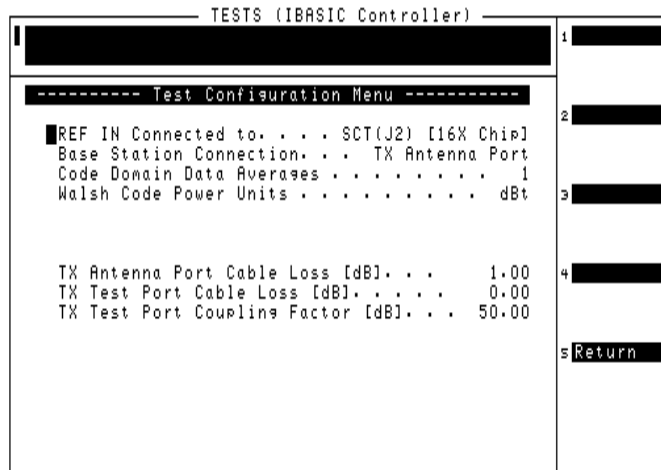 TESTS (IBASIC Controller)
1
---------- Test Configuration Menu -----------
2
REF IN Connected to. . . . SCT(J2) [16X Chip]
Base Station Connection. . . TX Antenna Port
Code Domain Data Averages . . . . . . . . 1
Walsh Code Power Units . . . . . . . . . dBt
3
TX Antenna Port Cable Loss [dB]. . . 1.00
4
TX Test Port Cable Loss [dB]. . . . . 0.00
TX Test Port Coupling Factor [dB]. . . 50.00
5 Return